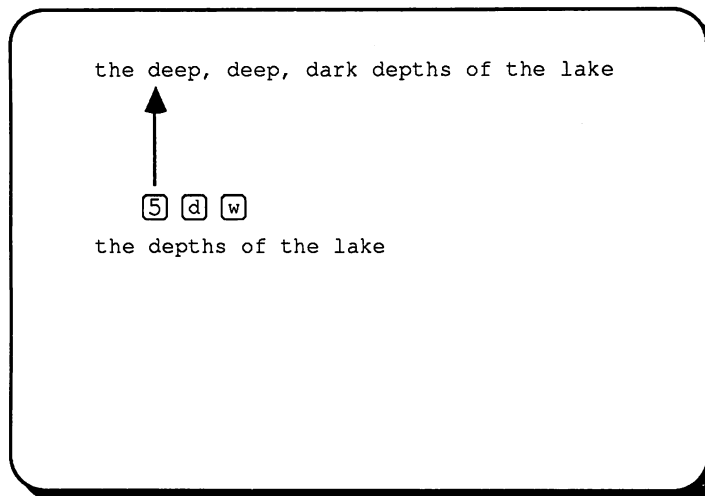 the deep, deep, dark depths of the lake
5 d w
the depths of the lake